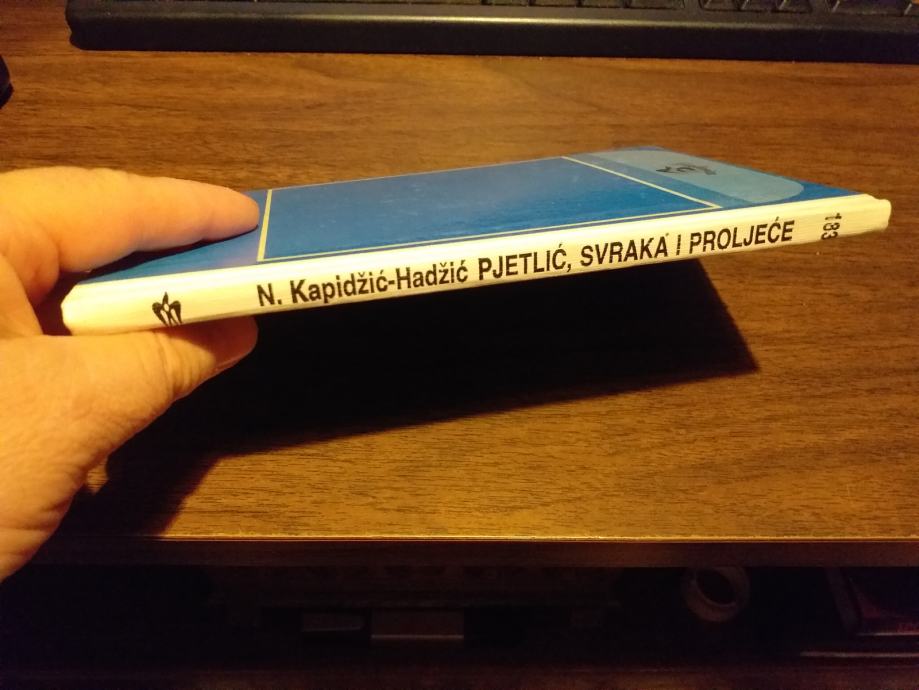 N. Kapidžić-Hadžić PJETLIĆ, SVRAKA I PROLJEĆE 183